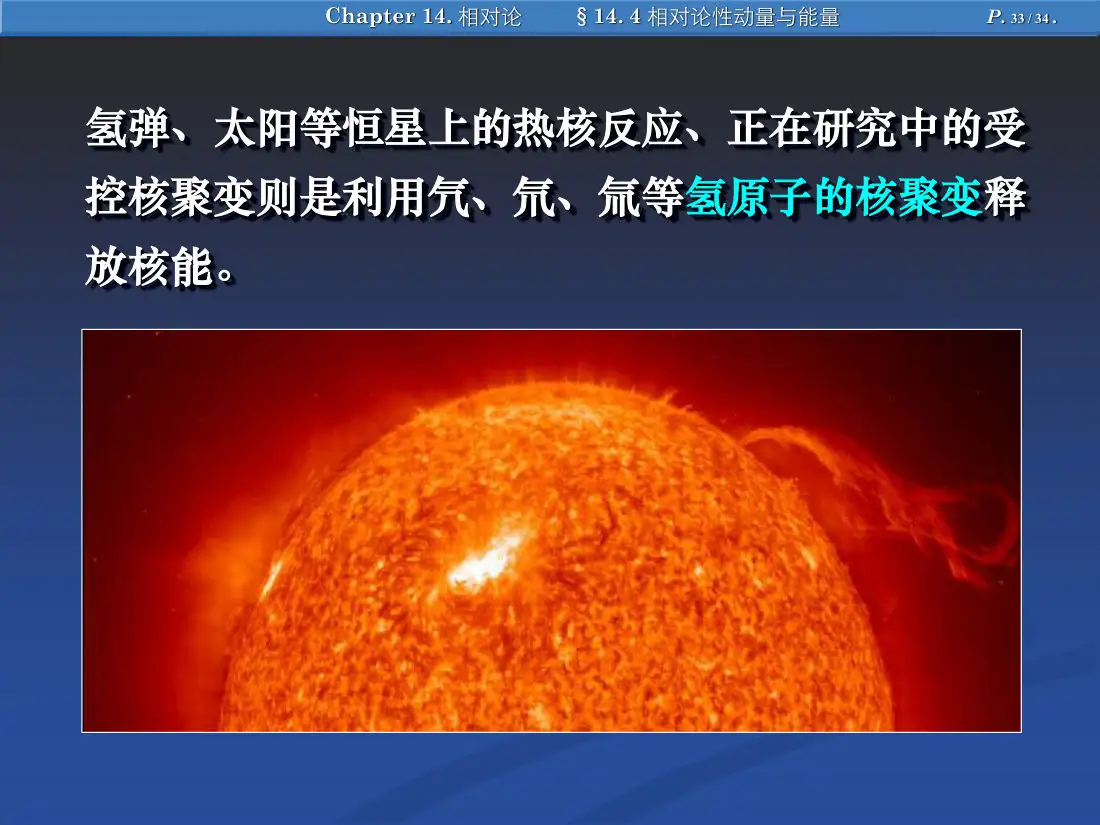 Chapter 14. 相对论 § 14. 4 相对论性动量与能量 P. 33 / 34 .
氢弹、太阳等恒星上的热核反应、正在研究中的受
控核聚变则是利用氕、氘、氚等氢原子的核聚变释
放核能。